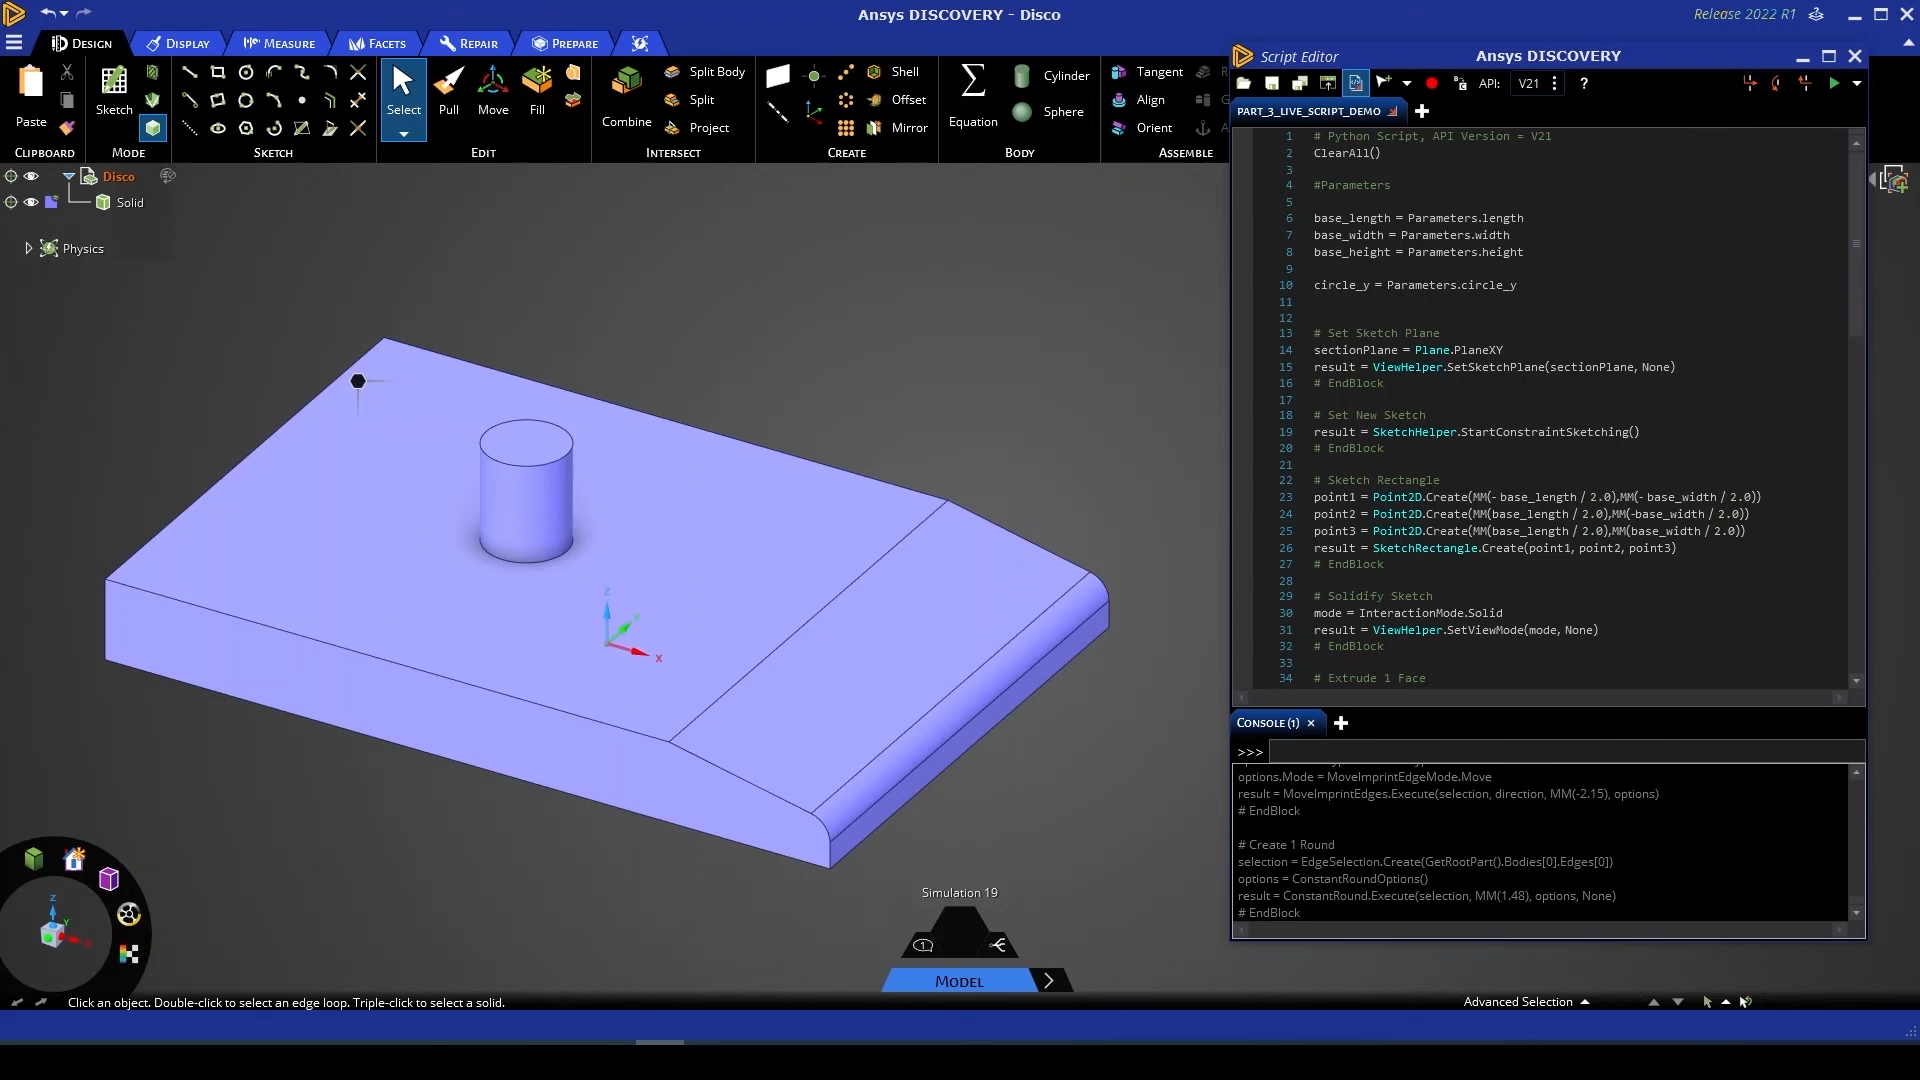 Ansys DISCOVERY - Disco
Release 2022 R1
Design
Display
Measure
Facets
Repair
Prepare
Paste
Clipboard
Sketch
Mode
Sketch
Select
Pull
Move
Fill
Edit
Combine
Split Body
Split
Project
Intersect
Shell
Offset
Mirror
Create
Equation
Cylinder
Sphere
Body
Tangent
Align
Orient
Assemble
Disco
Solid
Physics
Script Editor
Ansys DISCOVERY
API:
V21
?
PART_3_LIVE_SCRIPT_DEMO
1 # Python Script, API Version = V21
2 ClearAll()
3
4 #Parameters
5
6 base_length = Parameters.length
7 base_width = Parameters.width
8 base_height = Parameters.height
9
10 circle_y = Parameters.circle_y
11
12
13 # Set Sketch Plane
14 sectionPlane = Plane.PlaneXY
15 result = ViewHelper.SetSketchPlane(sectionPlane, None)
16 # EndBlock
17
18 # Set New Sketch
19 result = SketchHelper.StartConstraintSketching()
20 # EndBlock
21
22 # Sketch Rectangle
23 point1 = Point2D.Create(MM(- base_length / 2.0),MM(- base_width / 2.0))
24 point2 = Point2D.Create(MM(base_length / 2.0),MM(-base_width / 2.0))
25 point3 = Point2D.Create(MM(base_length / 2.0),MM(base_width / 2.0))
26 result = SketchRectangle.Create(point1, point2, point3)
27 # EndBlock
28
29 # Solidify Sketch
30 mode = InteractionMode.Solid
31 result = ViewHelper.SetViewMode(mode, None)
32 # EndBlock
33
34 # Extrude 1 Face
Console (1)
>>>
options.Mode = MoveImprintEdgeMode.Move
result = MoveImprintEdges.Execute(selection, direction, MM(-2.15), options)
# EndBlock
# Create 1 Round
selection = EdgeSelection.Create(GetRootPart().Bodies[0].Edges[0])
options = ConstantRoundOptions()
result = ConstantRound.Execute(selection, MM(1.48), options, None)
# EndBlock
Z
Y
X
Z
Y
X
Simulation 19
1
Model
Click an object. Double-click to select an edge loop. Triple-click to select a solid.
Advanced Selection